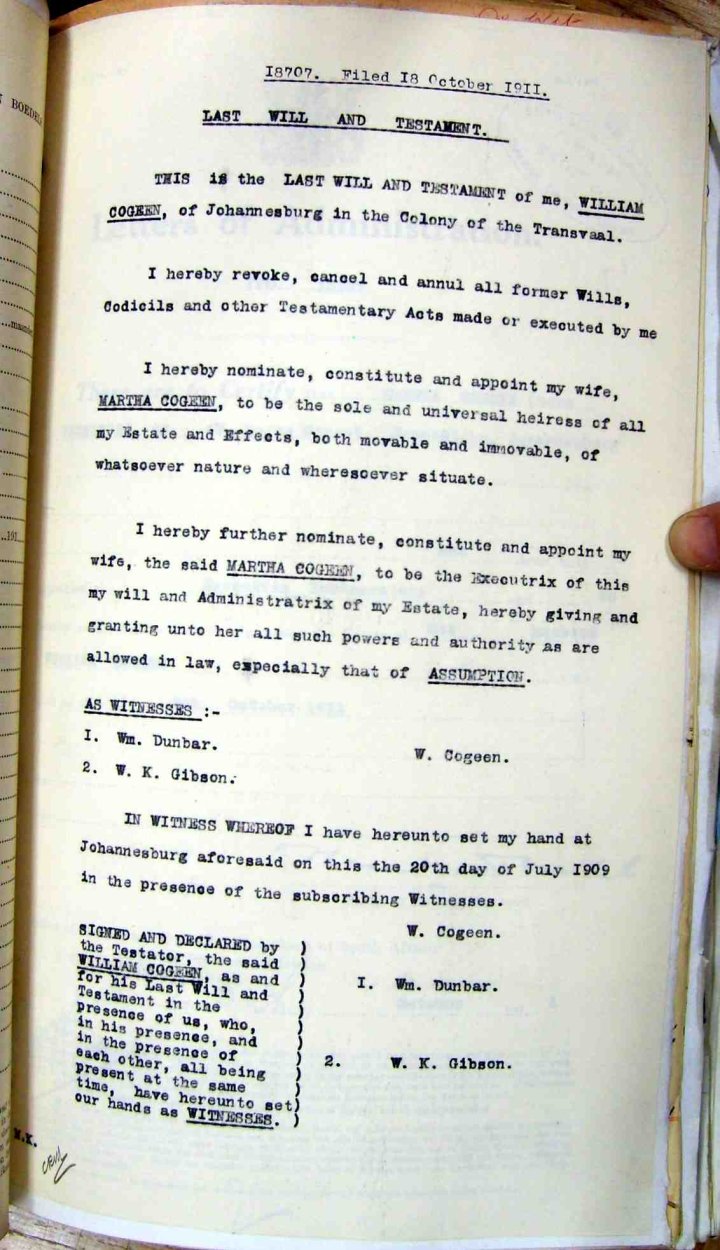 I8707. Filed I8 October I9II.
LAST WILL AND TESTAMENT.
THIS is the LAST WILL AND TESTAMENT of me, WILLIAM
COGEEN, of Johannesburg in the Colony of the Transvaal.
I hereby revoke, cancel and annul all former Wills,
Codicils and other Testamentary Acts made or executed by me
I hereby nominate, constitute and appoint my wife,
MARTHA COGEEN, to be the sole and universal heiress of all
my Estate and Effects, both movable and immovable, of
whatsoever nature and wheresoever situate.
I hereby further nominate, constitute and appoint my
wife, the said MARTHA COGEEN, to be the Executrix of this
my will and Administratrix of my Estate, hereby giving and
granting unto her all such powers and authority as are
allowed in law, especially that of ASSUMPTION.
AS WITNESSES :-
I. Wm. Dunbar.
W. Cogeen.
2. W. K. Gibson.
IN WITNESS WHEREOF I have hereunto set my hand at
Johannesburg aforesaid on this the 20th day of July I909
in the presence of the subscribing Witnesses.
W. Cogeen.
SIGNED AND DECLARED by )
the Testator, the said )
WILLIAM COGEEN, as and )
for his Last Will and )
Testament in the )
presence of us, who, )
in his presence, and )
in the presence of )
each other, all being )
present at the same )
time, have hereunto set)
our hands as WITNESSES. )
I. Wm. Dunbar.
2. W. K. Gibson.
M.K.